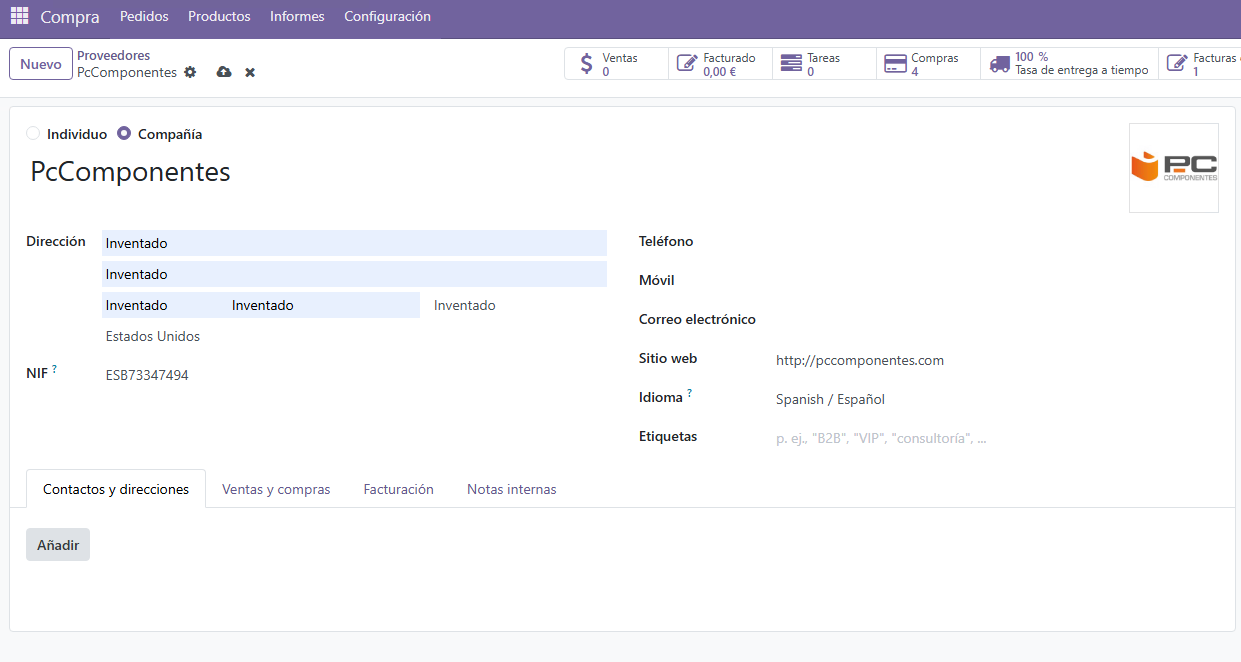 Compra Pedidos Productos Informes Configuración
Nuevo
Proveedores
PcComponentes
Ventas
0
Facturado
0,00 €
Tareas
0
Compras
4
100 %
Tasa de entrega a tiempo
Facturas
1
Individuo Compañía
PcComponentes
PC
COMPONENTES
Dirección Inventado
Inventado
Inventado Inventado Inventado
Estados Unidos
NIF ? ESB73347494
Teléfono
Móvil
Correo electrónico
Sitio web http://pccomponentes.com
Idioma ? Spanish / Español
Etiquetas p. ej., "B2B", "VIP", "consultoría", ...
Contactos y direcciones Ventas y compras Facturación Notas internas
Añadir